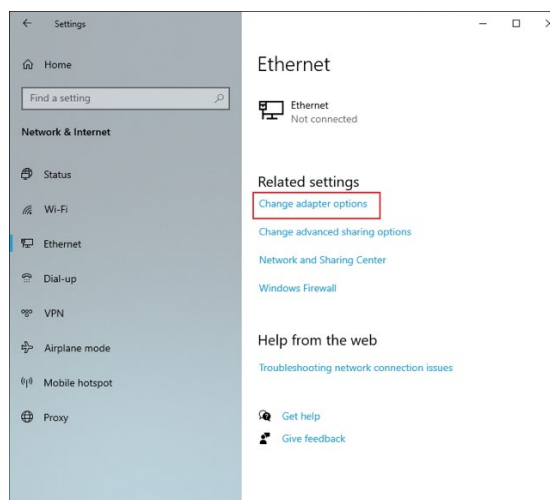 Settings
Home
Find a setting
Network & Internet
Status
Wi-Fi
Ethernet
Dial-up
VPN
Airplane mode
Mobile hotspot
Proxy
Ethernet
Ethernet
Not connected
Related settings
Change adapter options
Change advanced sharing options
Network and Sharing Center
Windows Firewall
Help from the web
Troubleshooting network connection issues
Get help
Give feedback